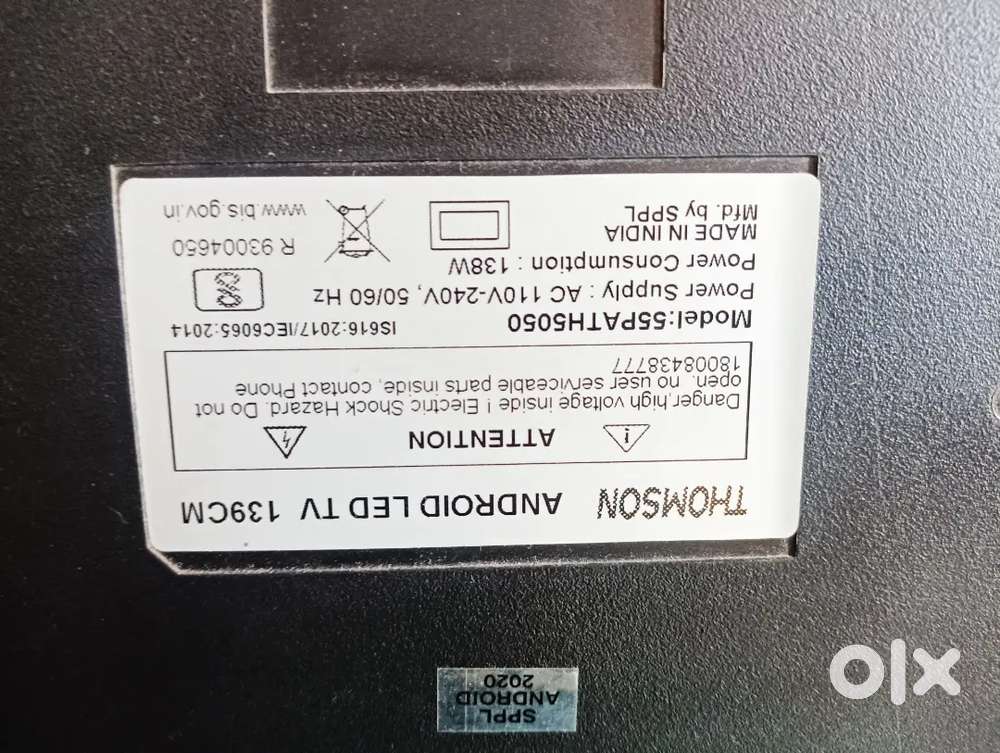 THOMSON ANDROID LED TV 139CM
ATTENTION
Danger,high voltage inside ! Electric Shock Hazard. Do not
open. no user serviceable parts inside, contact Phone
18008438777
Model:55PATH5050 IS616:2017/IEC6065:2014
Power Supply : AC 110V-240V, 50/60 Hz
Power Consumption : 138W
R 93004650
MADE IN INDIA
Mfd. by SPPL
www.bis.gov.in
SPPL
ANDROID
2020
olx